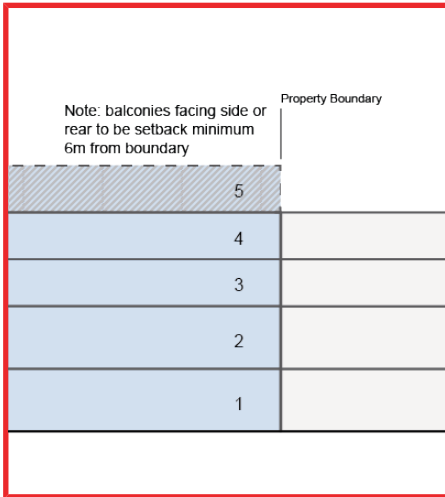 Property Boundary
Note: balconies facing side or
rear to be setback minimum
6m from boundary
5
4
3
2
1